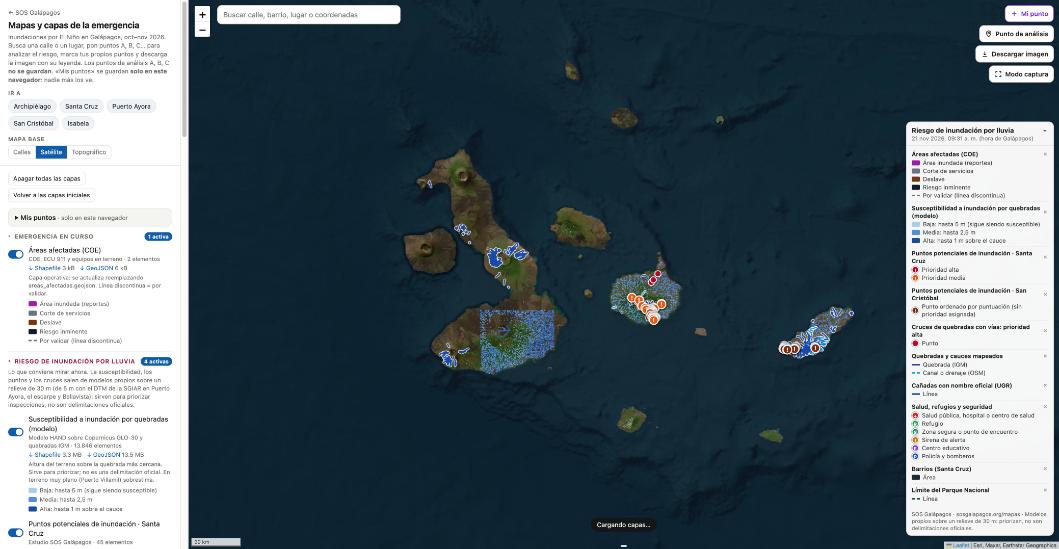 ← SOS Galápagos
Mapas y capas de la emergencia
Inundaciones por El Niño en Galápagos, oct–nov 2026.
Busca una calle o un lugar, pon puntos A, B, C… para
analizar el riesgo, marca tus propios puntos y descarga
la imagen con su leyenda. Los puntos de análisis A, B, C
no se guardan. «Mis puntos» se guardan solo en este
navegador: nadie más los ve.
IR A
Archipiélago
Santa Cruz
Puerto Ayora
San Cristóbal
Isabela
MAPA BASE
Calles
Satélite
Topográfico
Apagar todas las capas
Volver a las capas iniciales
▸ Mis puntos · solo en este navegador
EMERGENCIA EN CURSO
1 activa
Áreas afectadas (COE)
COE, ECU 911 y equipos en terreno · 2 elementos
↓ Shapefile 3 kB ↓ GeoJSON 6 kB
Capa operativa: se actualiza reemplazando
areas_afectadas.geojson. Línea discontinua = por
validar.
Área inundada (reportes)
Corte de servicios
Deslave
Riesgo inminente
Por validar (línea discontinua)
RIESGO DE INUNDACIÓN POR LLUVIA
4 activas
Lo que conviene mirar ahora. La susceptibilidad, los
puntos y los cruces salen de modelos propios sobre un
relieve de 30 m (de 5 m con el DTM de la SGIAR en Puerto
Ayora, el escarpe y Bellavista): sirven para priorizar
inspecciones, no son delimitaciones oficiales.
Susceptibilidad a inundación por quebradas
(modelo)
Modelo HAND sobre Copernicus GLO-30 y
quebradas IGM · 13.846 elementos
↓ Shapefile 3.3 MB ↓ GeoJSON 13.5 MB
Altura del terreno sobre la quebrada más cercana.
Sirve para priorizar; no es una delimitación oficial. En
terreno muy plano (Puerto Villamil) sobrestima.
Baja: hasta 5 m (sigue siendo susceptible)
Media: hasta 2,5 m
Alta: hasta 1 m sobre el cauce
Puntos potenciales de inundación · Santa
Cruz
Estudio SOS Galápagos · 45 elementos
+
−
Buscar calle, barrio, lugar o coordenadas
+ Mi punto
Punto de análisis
Descargar imagen
Modo captura
Riesgo de inundación por lluvia
21 nov 2026, 09:31 a. m. (hora de Galápagos)
Áreas afectadas (COE)
Área inundada (reportes)
Corte de servicios
Deslave
Riesgo inminente
Por validar (línea discontinua)
Susceptibilidad a inundación por quebradas
(modelo)
Baja: hasta 5 m (sigue siendo susceptible)
Media: hasta 2,5 m
Alta: hasta 1 m sobre el cauce
Puntos potenciales de inundación · Santa
Cruz
Prioridad alta
Prioridad media
Puntos potenciales de inundación · San
Cristóbal
Punto ordenado por puntuación (sin
prioridad asignada)
Cruces de quebradas con vías: prioridad
alta
Punto
Quebradas y cauces mapeados
Quebrada (IGM)
Canal o drenaje (OSM)
Cañadas con nombre oficial (UGR)
Línea
Salud, refugios y seguridad
Salud pública, hospital o centro de salud
Refugio
Zona segura o punto de encuentro
Sirena de alerta
Centro educativo
Policía y bomberos
Barrios (Santa Cruz)
Área
Límite del Parque Nacional
Línea
SOS Galápagos · sosgalapagos.org/mapas · Modelos
propios sobre un relieve de 30 m: priorizan, no son
delimitaciones oficiales.
Cargando capas…
20 km
Leaflet | Esri, Maxar, Earthstar Geographics